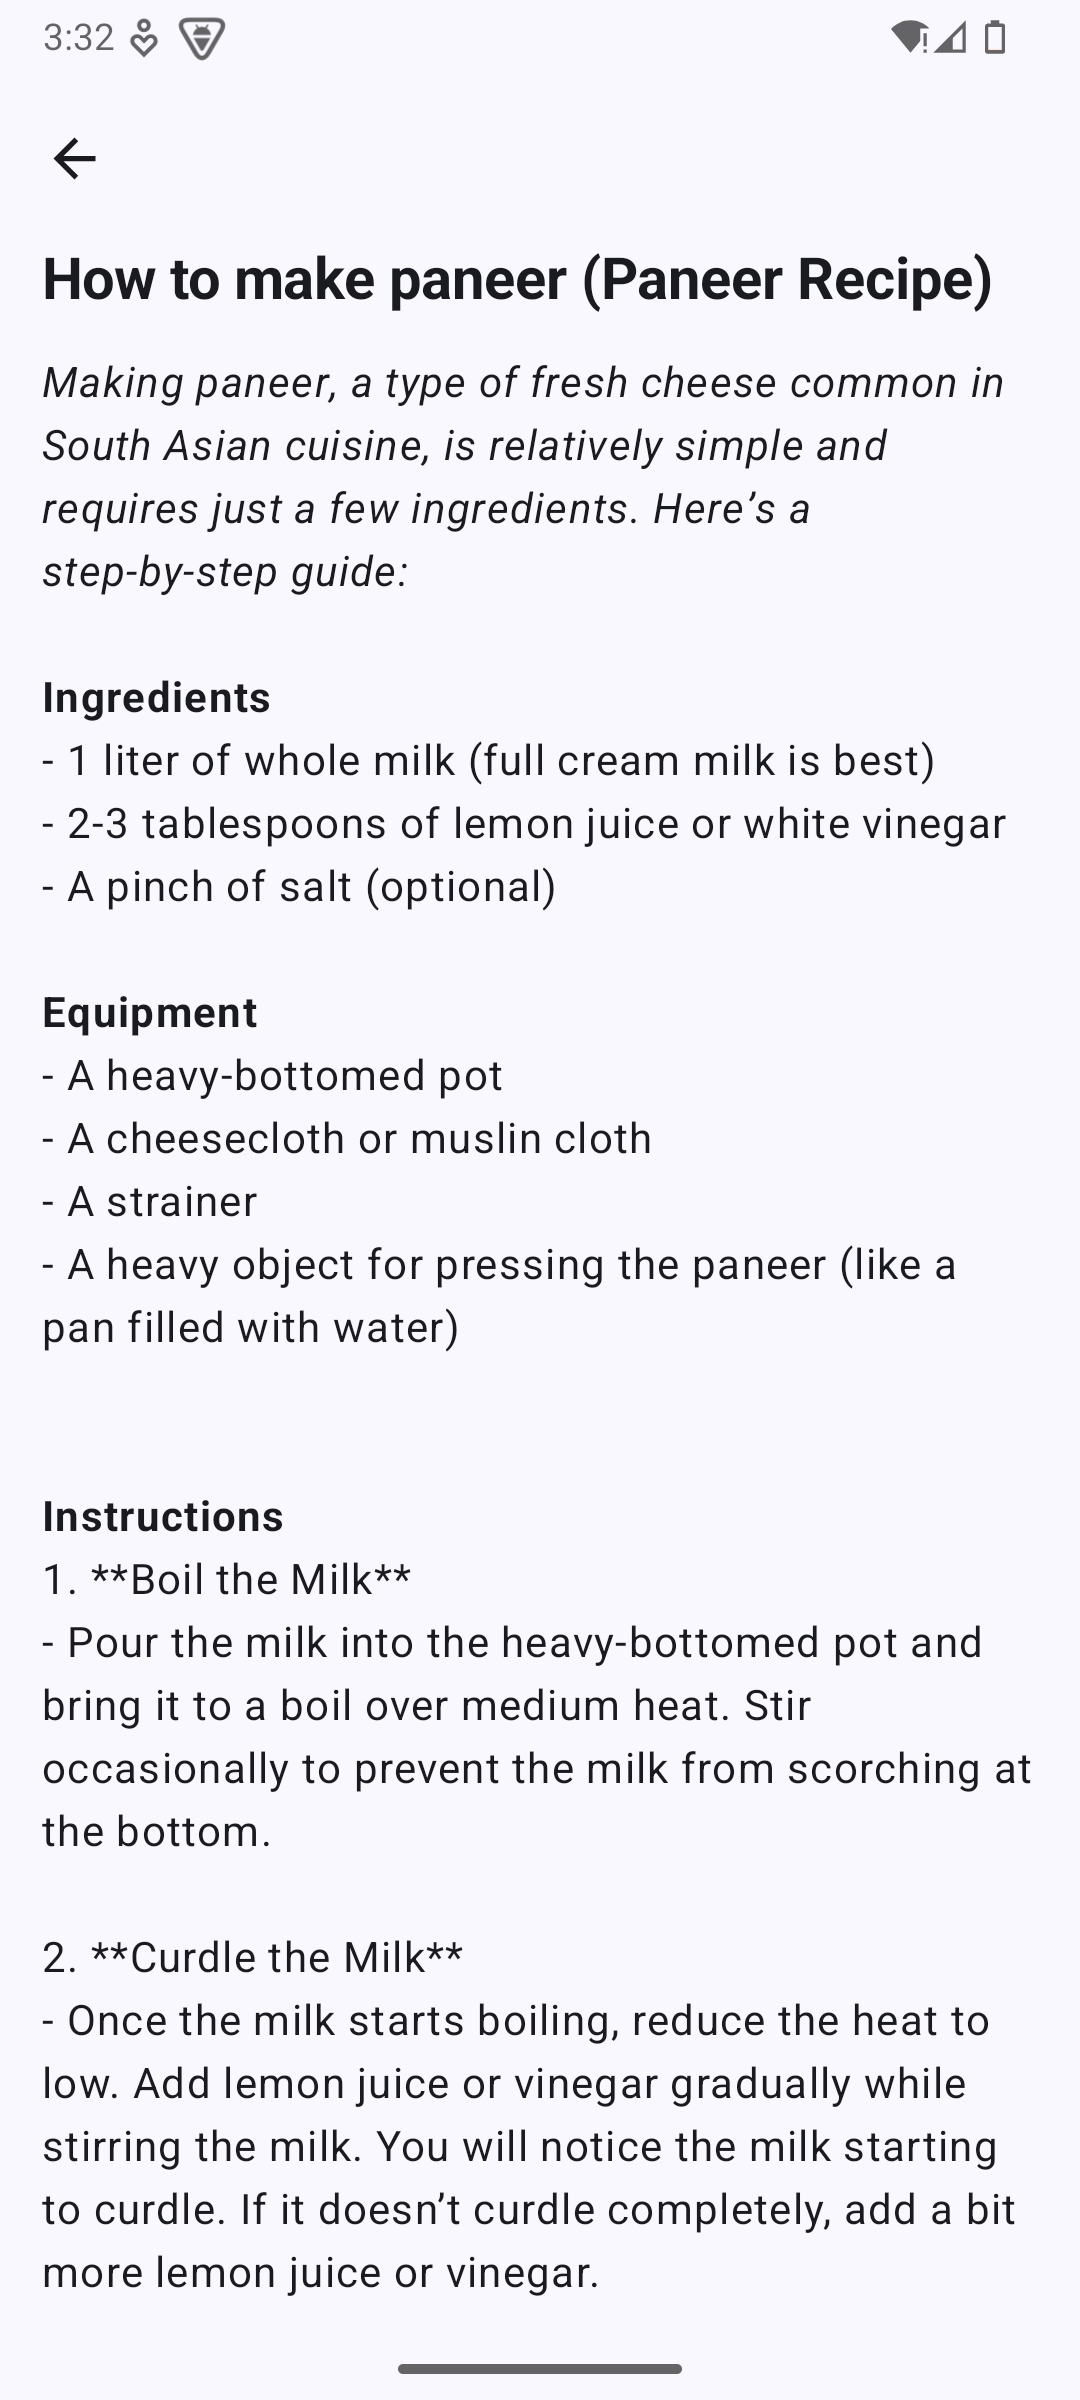 3:32
How to make paneer (Paneer Recipe)
Making paneer, a type of fresh cheese common in
South Asian cuisine, is relatively simple and
requires just a few ingredients. Here’s a
step-by-step guide:
Ingredients
- 1 liter of whole milk (full cream milk is best)
- 2-3 tablespoons of lemon juice or white vinegar
- A pinch of salt (optional)
Equipment
- A heavy-bottomed pot
- A cheesecloth or muslin cloth
- A strainer
- A heavy object for pressing the paneer (like a
pan filled with water)
Instructions
1. **Boil the Milk**
- Pour the milk into the heavy-bottomed pot and
bring it to a boil over medium heat. Stir
occasionally to prevent the milk from scorching at
the bottom.
2. **Curdle the Milk**
- Once the milk starts boiling, reduce the heat to
low. Add lemon juice or vinegar gradually while
stirring the milk. You will notice the milk starting
to curdle. If it doesn’t curdle completely, add a bit
more lemon juice or vinegar.